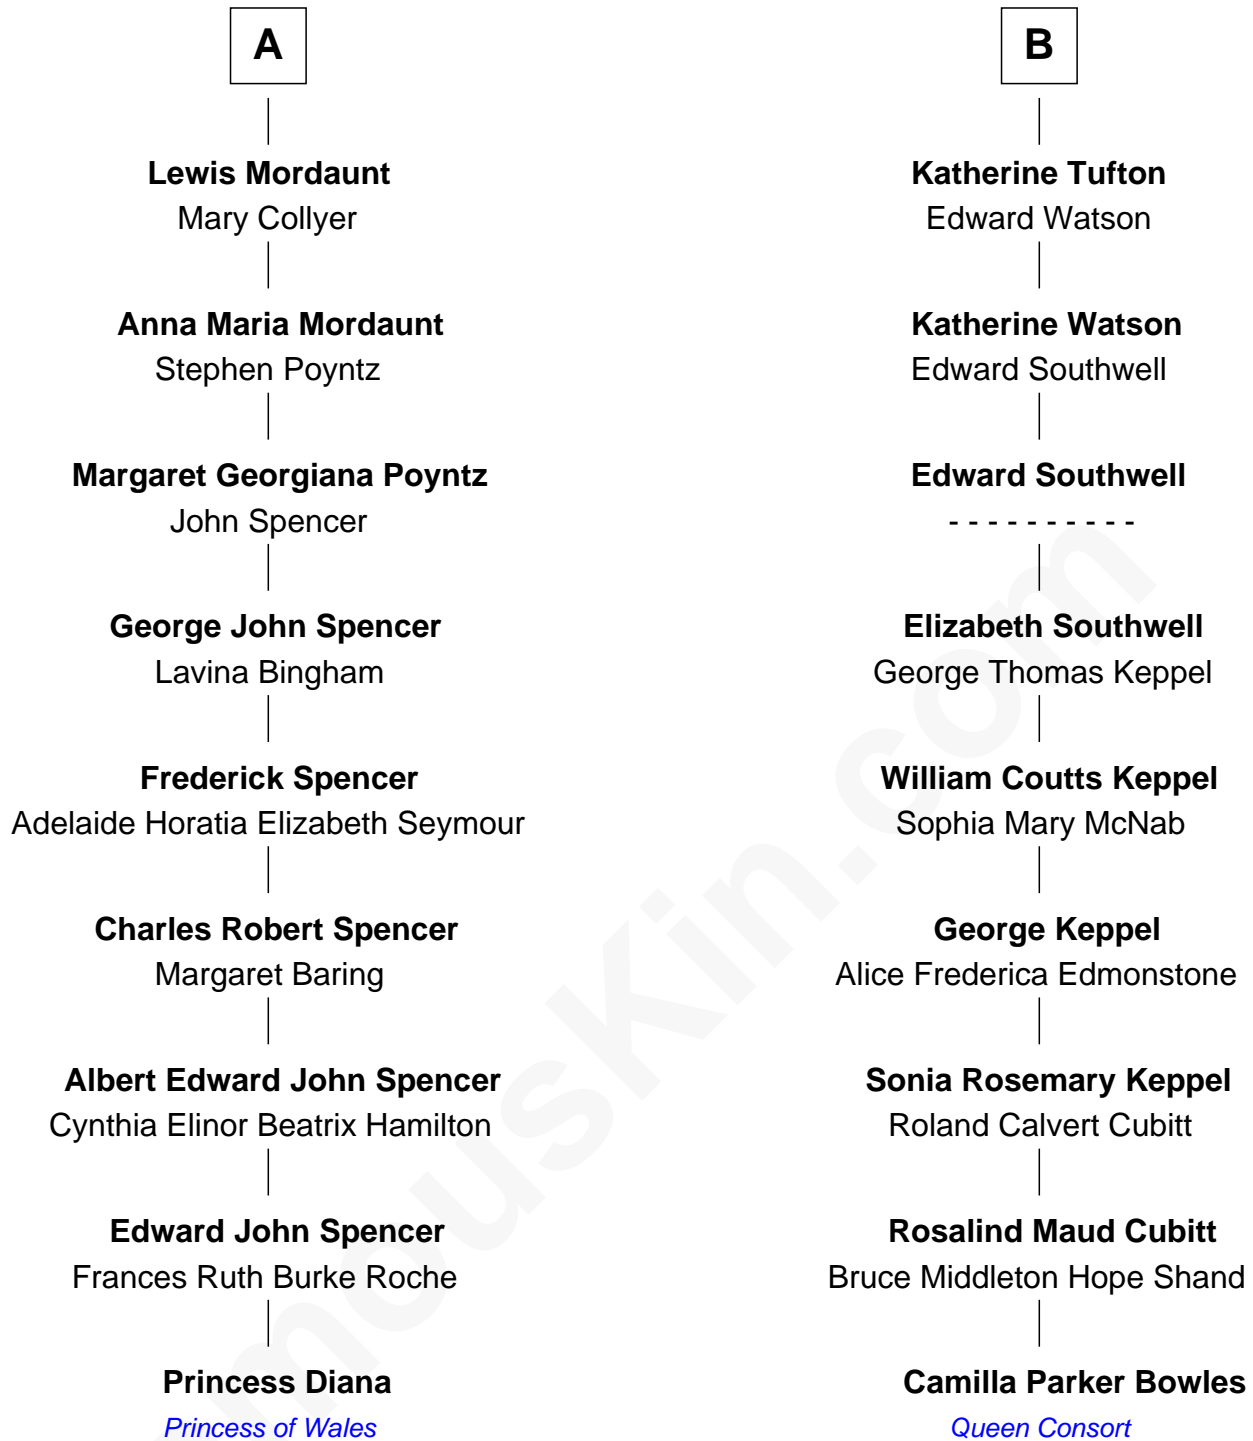 A
Lewis Mordaunt
Mary Collyer
Anna Maria Mordaunt
Stephen Poyntz
Margaret Georgiana Poyntz
John Spencer
George John Spencer
Lavina Bingham
Frederick Spencer
Adelaide Horatia Elizabeth Seymour
Charles Robert Spencer
Margaret Baring
Albert Edward John Spencer
Cynthia Elinor Beatrix Hamilton
Edward John Spencer
Frances Ruth Burke Roche
Princess Diana
Princess of Wales
B
Katherine Tufton
Edward Watson
Katherine Watson
Edward Southwell
Edward Southwell
- - - - - - - - - -
Elizabeth Southwell
George Thomas Keppel
William Coutts Keppel
Sophia Mary McNab
George Keppel
Alice Frederica Edmonstone
Sonia Rosemary Keppel
Roland Calvert Cubitt
Rosalind Maud Cubitt
Bruce Middleton Hope Shand
Camilla Parker Bowles
Queen Consort
mousKin.com